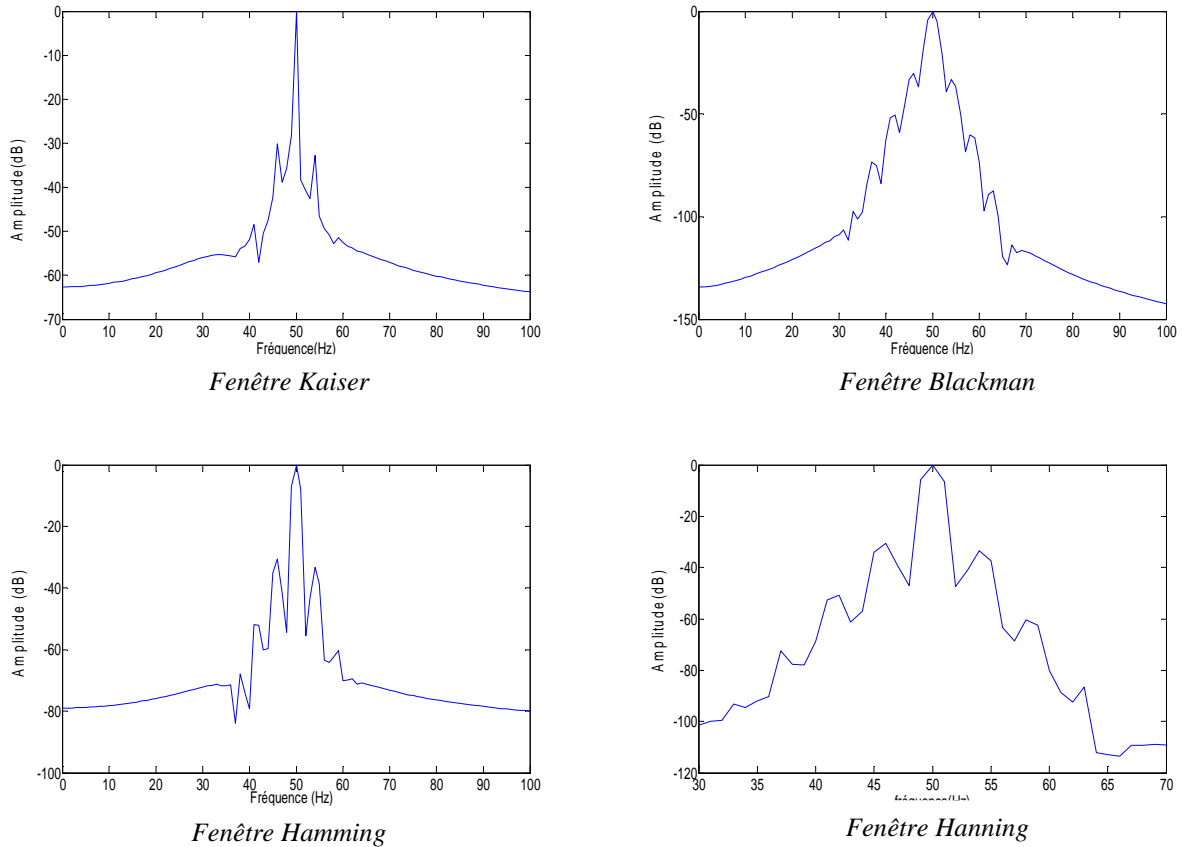 0
-10
-20
-30
-40
-50
-60
-70
0 10 20 30 40 50 60 70 80 90 100
Amplitude (dB)
Fréquence(Hz)
Fenêtre Kaiser
0
-50
-100
-150
0 10 20 30 40 50 60 70 80 90 100
Amplitude (dB)
Fréquence (Hz)
Fenêtre Blackman
0
-20
-40
-60
-80
-100
0 10 20 30 40 50 60 70 80 90 100
Amplitude (dB)
Fréquence (Hz)
Fenêtre Hamming
0
-20
-40
-60
-80
-100
-120
30 35 40 45 50 55 60 65 70
Amplitude (dB)
fréquence(Hz)
Fenêtre Hanning